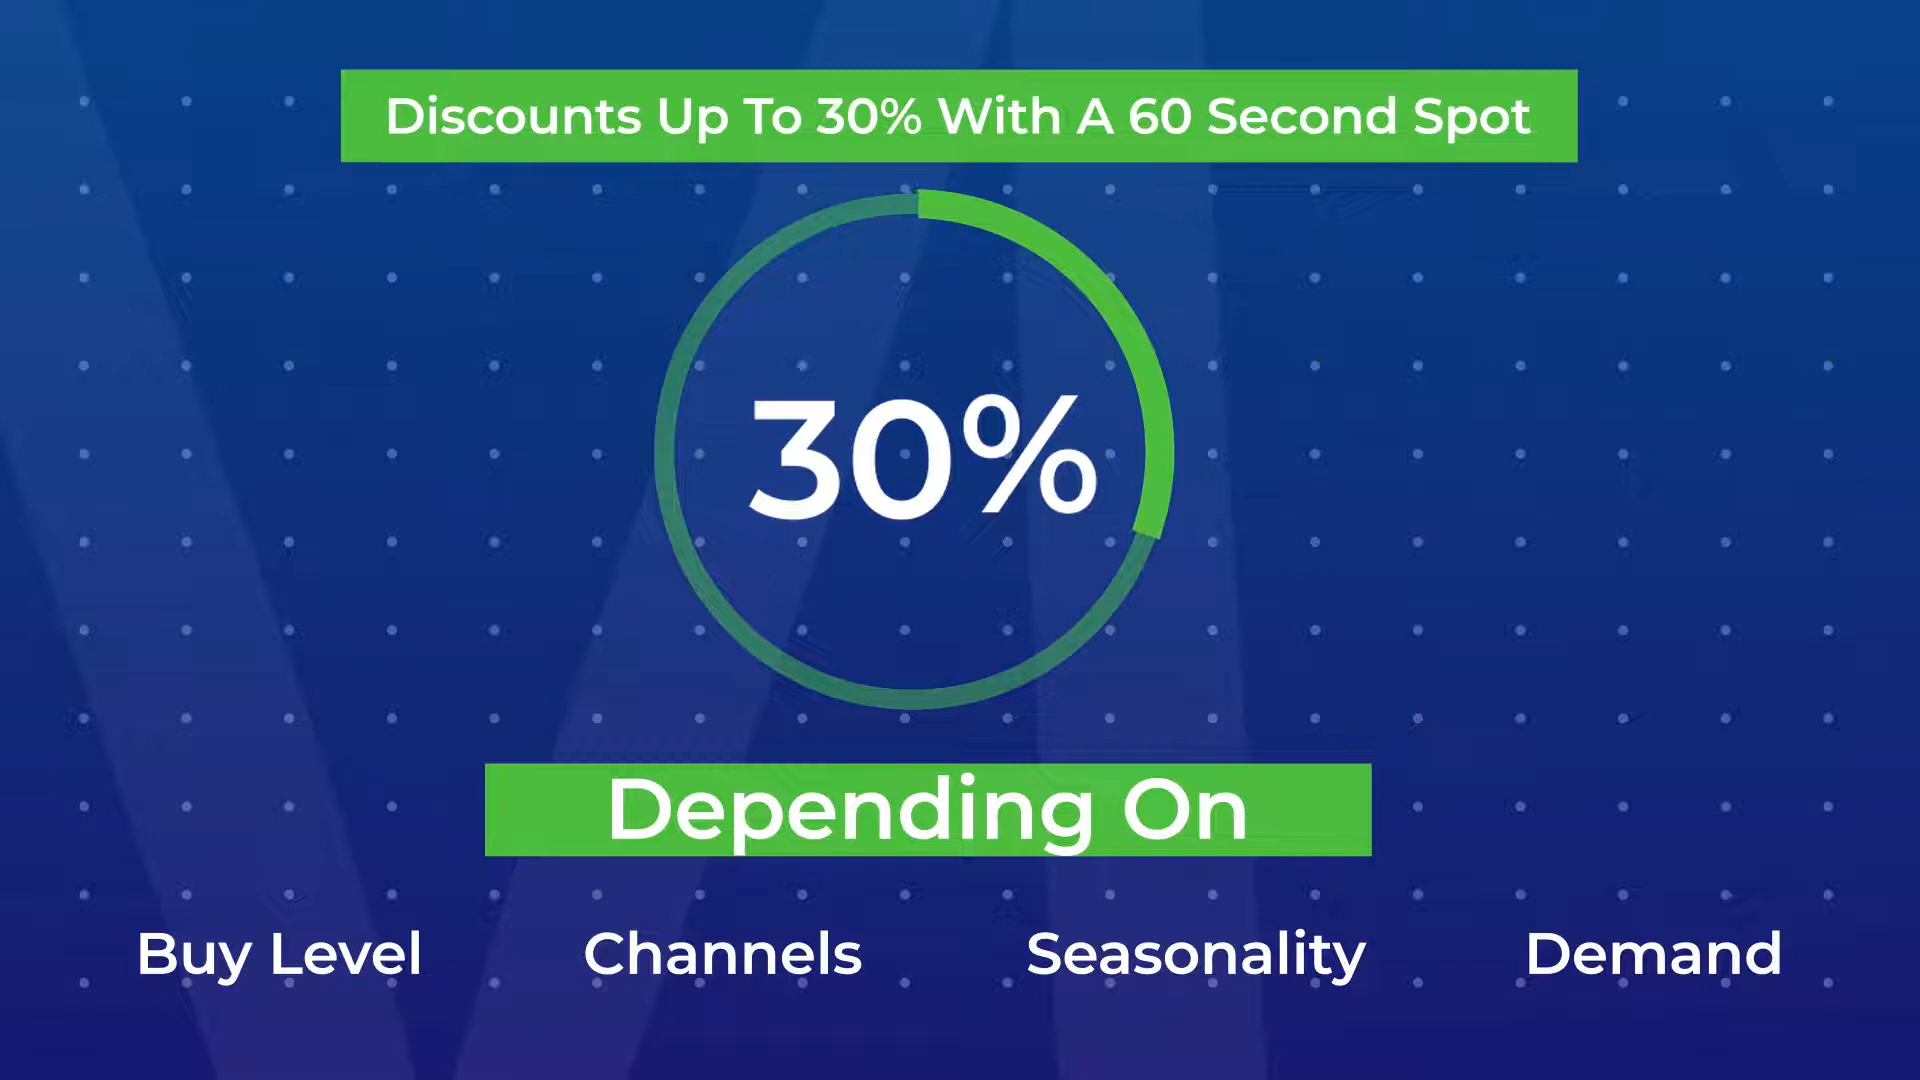 Discounts Up To 30% With A 60 Second Spot
30%
Depending On
Buy Level Channels Seasonality Demand